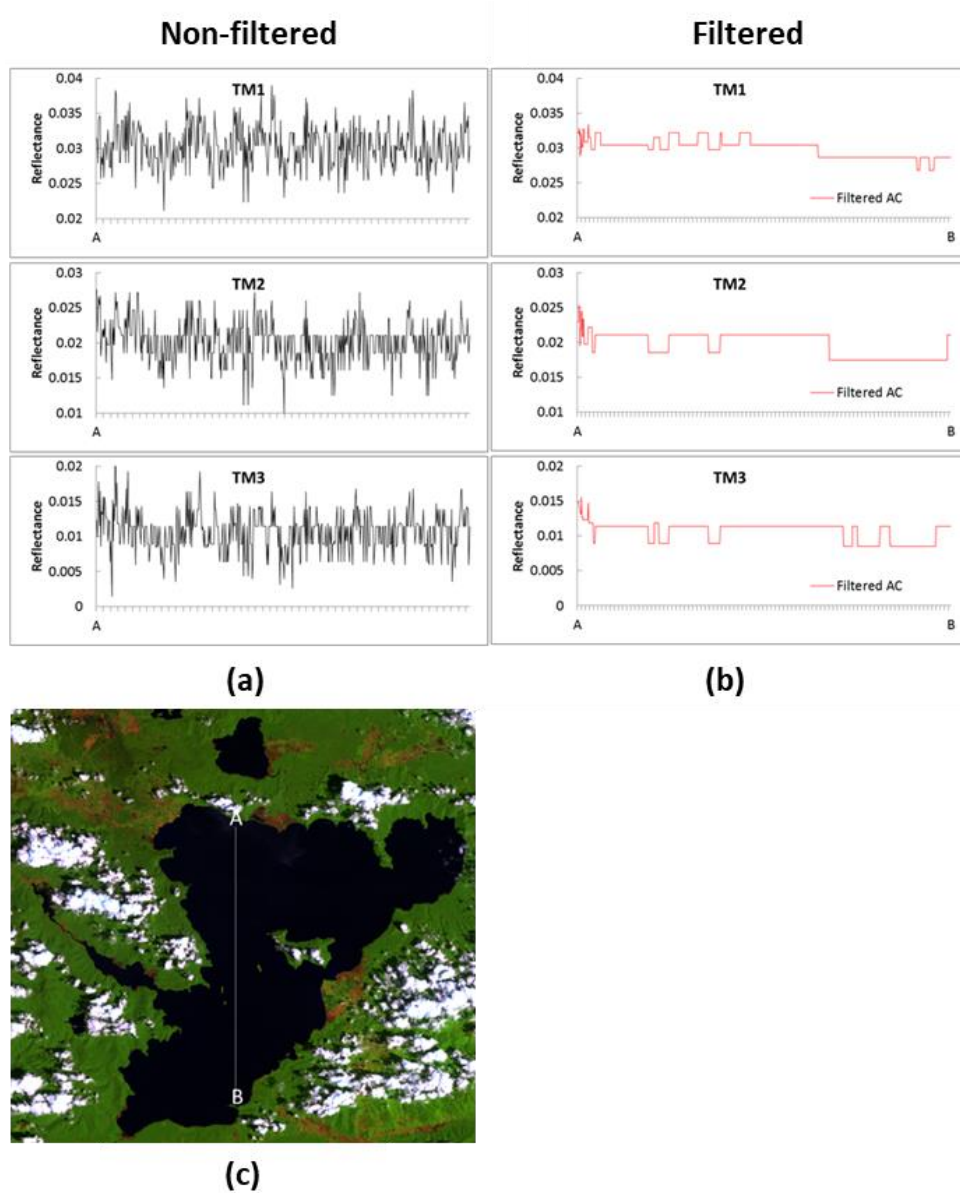 Non-filtered
Filtered
TM1
Reflectance
0.04
0.035
0.03
0.025
0.02
A
TM1
Reflectance
0.04
0.035
0.03
0.025
0.02
Filtered AC
A
B
TM2
Reflectance
0.03
0.025
0.02
0.015
0.01
A
TM2
Reflectance
0.03
0.025
0.02
0.015
0.01
Filtered AC
A
B
TM3
Reflectance
0.02
0.015
0.01
0.005
0
A
TM3
Reflectance
0.02
0.015
0.01
0.005
0
Filtered AC
A
B
(a)
(b)
A
B
(c)